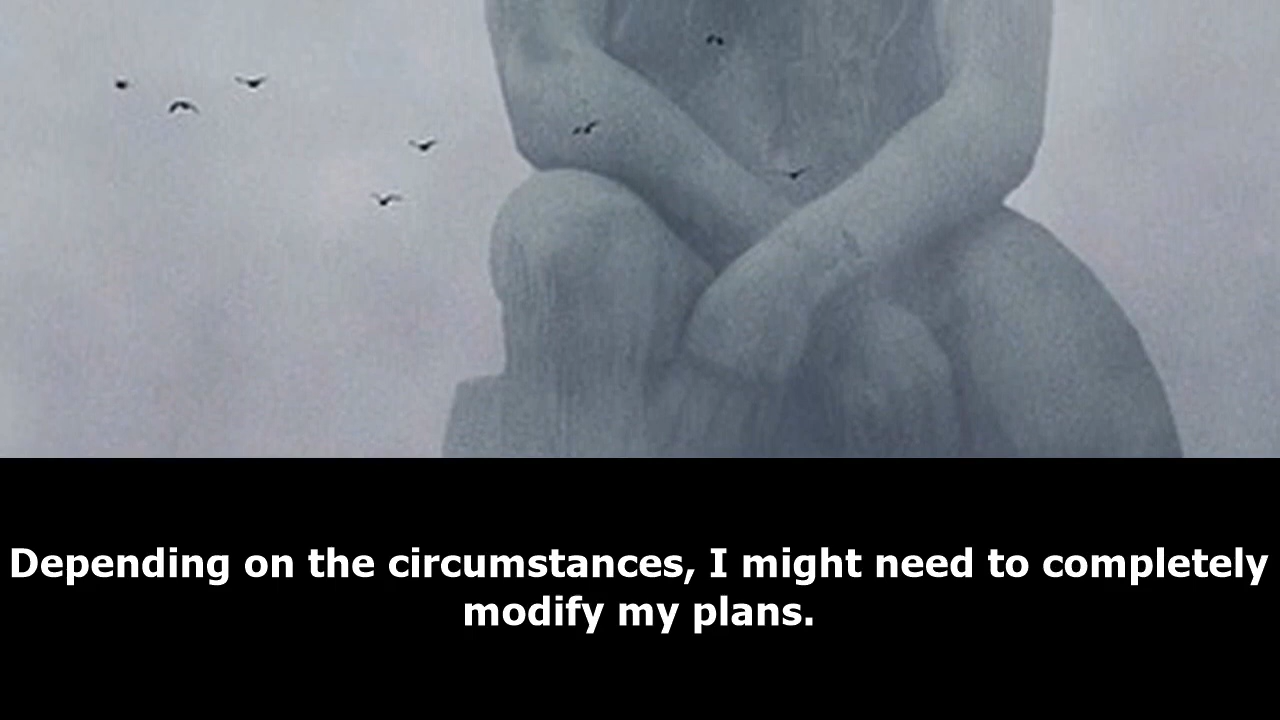 Depending on the circumstances, I might need to completely
modify my plans.